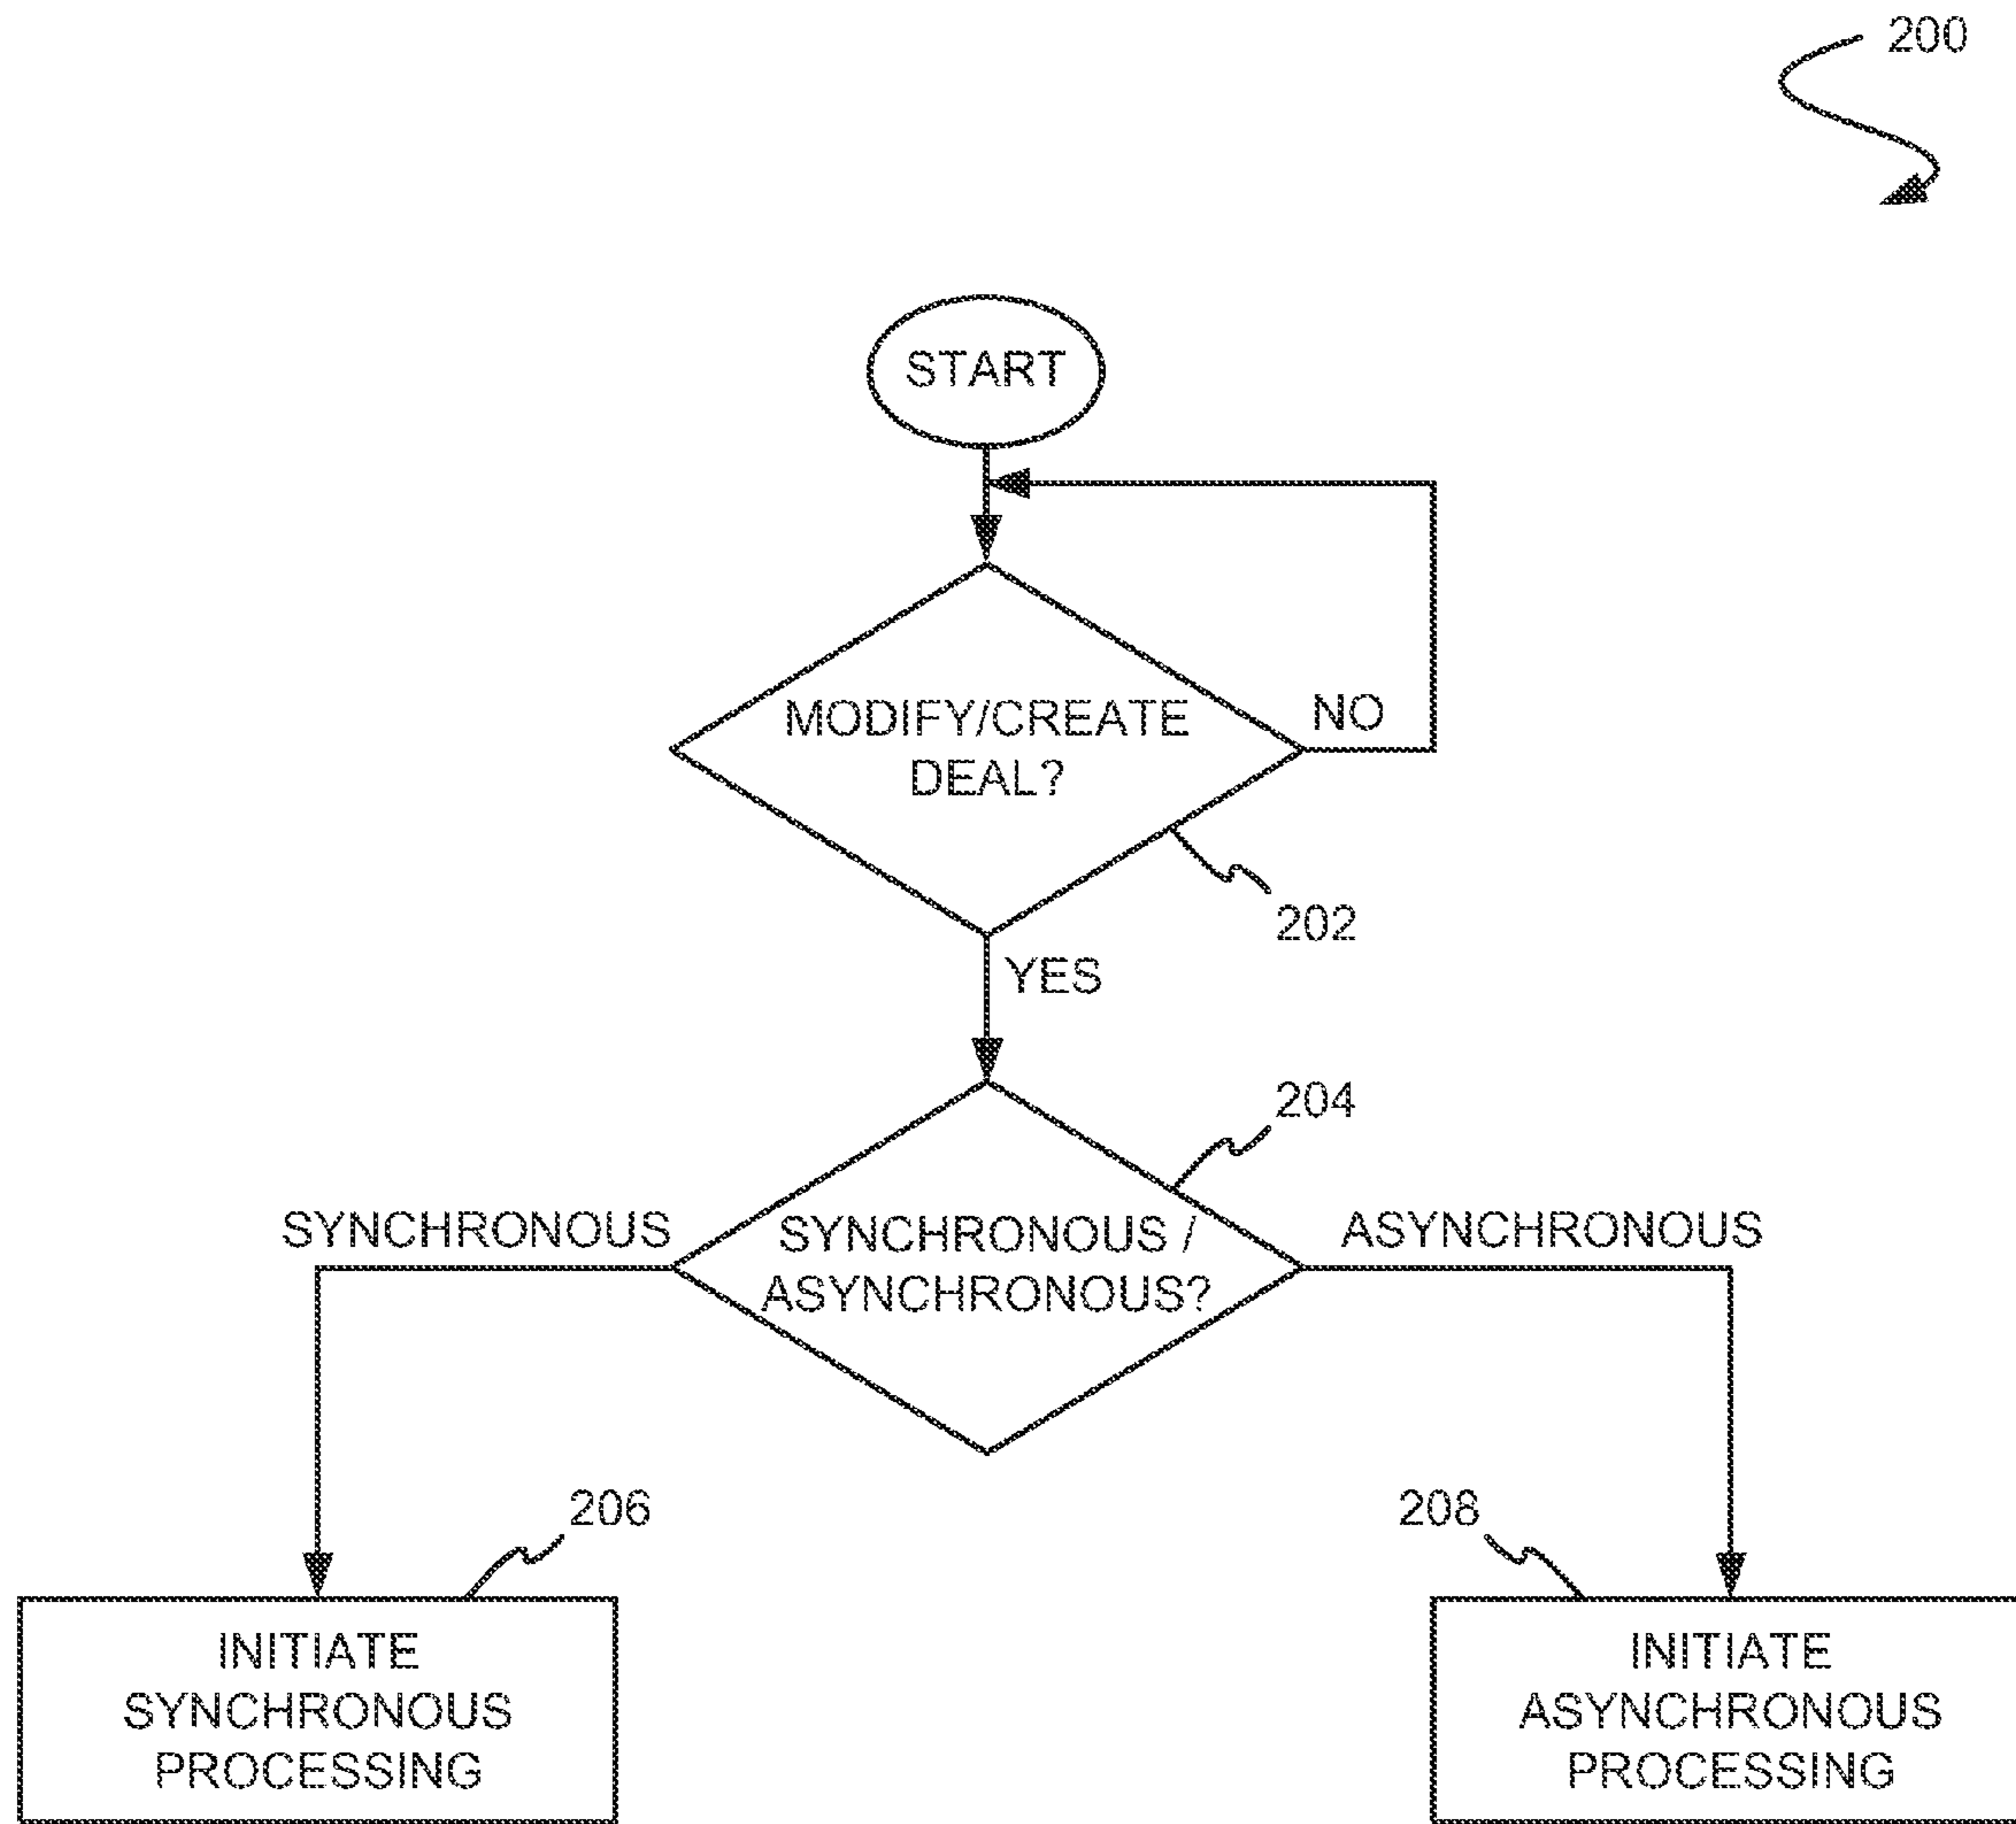 200
START
MODIFY/CREATE
DEAL?
NO
202
YES
204
SYNCHRONOUS
SYNCHRONOUS /
ASYNCHRONOUS?
ASYNCHRONOUS
206
208
INITIATE
SYNCHRONOUS
PROCESSING
INITIATE
ASYNCHRONOUS
PROCESSING